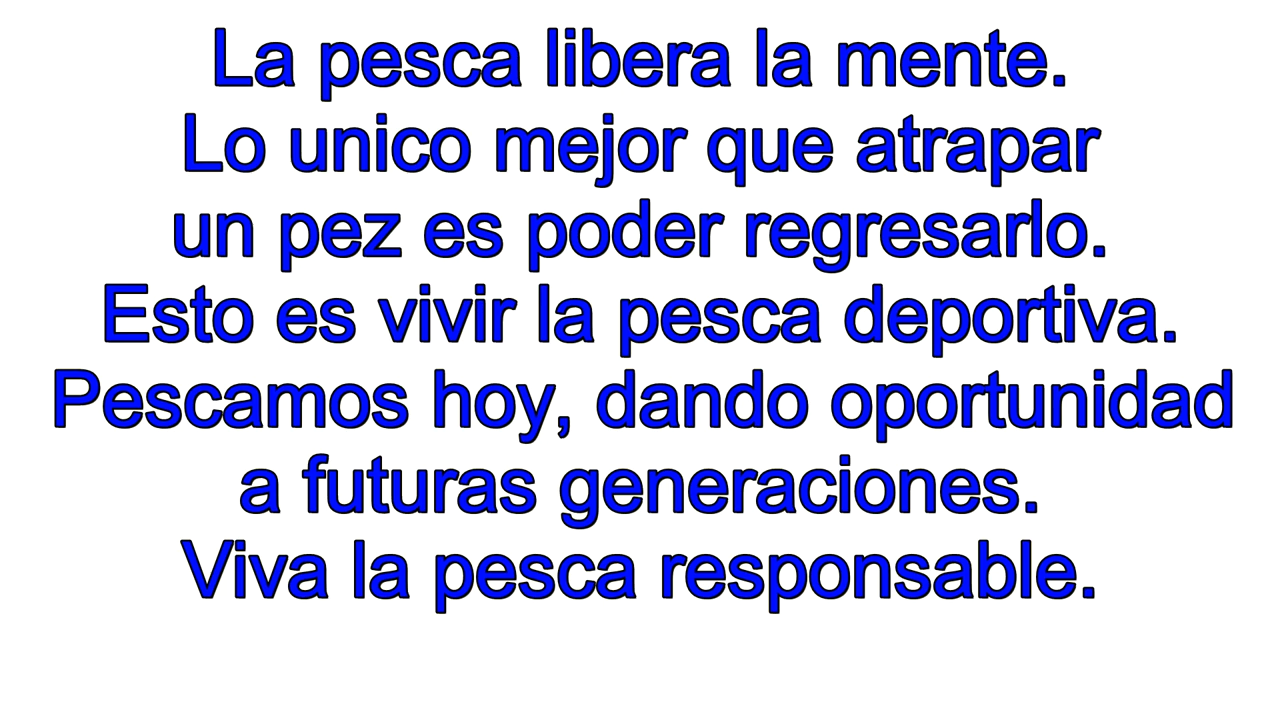 La pesca libera la mente.
Lo unico mejor que atrapar
un pez es poder regresarlo.
Esto es vivir la pesca deportiva.
Pescamos hoy, dando oportunidad
a futuras generaciones.
Viva la pesca responsable.